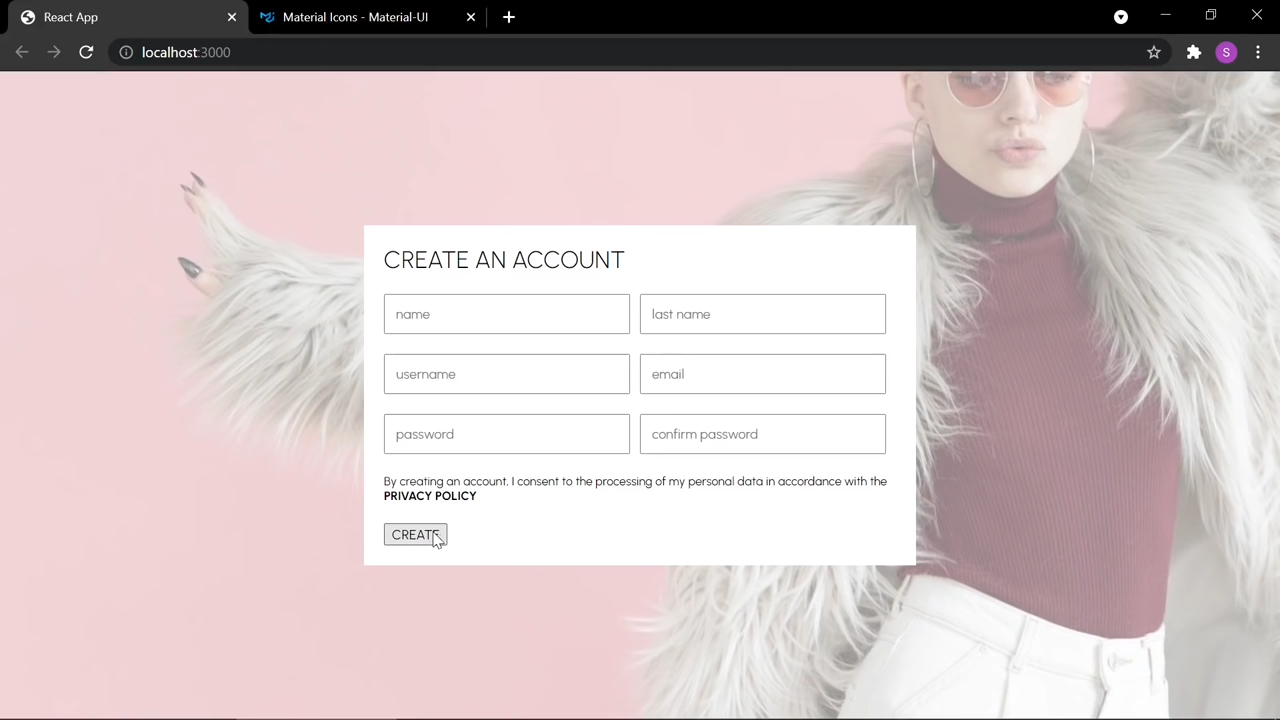 React App
Material Icons - Material-UI
localhost:3000
S
CREATE AN ACCOUNT
name
last name
username
email
password
confirm password
By creating an account, I consent to the processing of my personal data in accordance with the
PRIVACY POLICY
CREATE